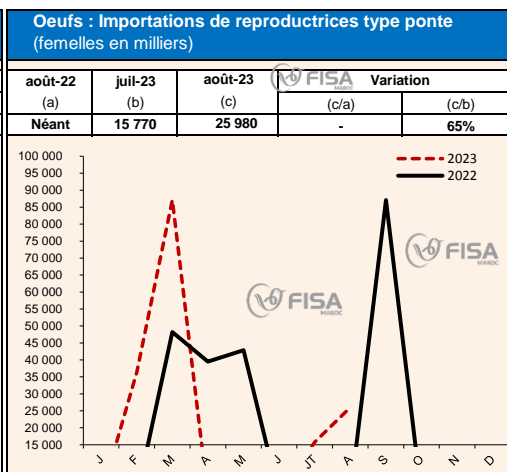 Oeufs : Importations de reproductrices type ponte
(femelles en milliers)
août-22 juil-23 août-23 FISA MAROC Variation
(a) (b) (c) (c/a) (c/b)
Néant 15 770 25 980 - 65%
100 000
95 000
90 000
85 000
80 000
75 000
70 000
65 000
60 000
55 000
50 000
45 000
40 000
35 000
30 000
25 000
20 000
15 000
2023
2022
FISA
MAROC
FISA
MAROC
J F M A M J JT A S O N D